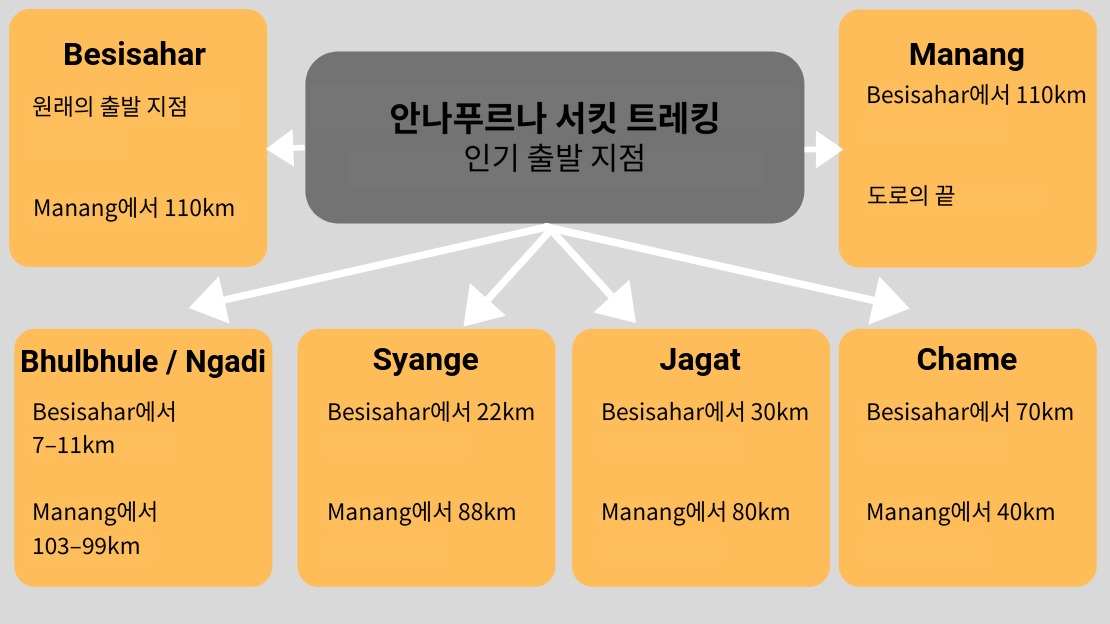 안나푸르나 서킷 트레킹
인기 출발 지점
Besisahar
원래의 출발 지점
Manang에서 110km
Manang
Besisahar에서 110km
도로의 끝
Bhulbhule / Ngadi
Besisahar에서
7–11km
Manang에서
103–99km
Syange
Besisahar에서 22km
Manang에서 88km
Jagat
Besisahar에서 30km
Manang에서 80km
Chame
Besisahar에서 70km
Manang에서 40km